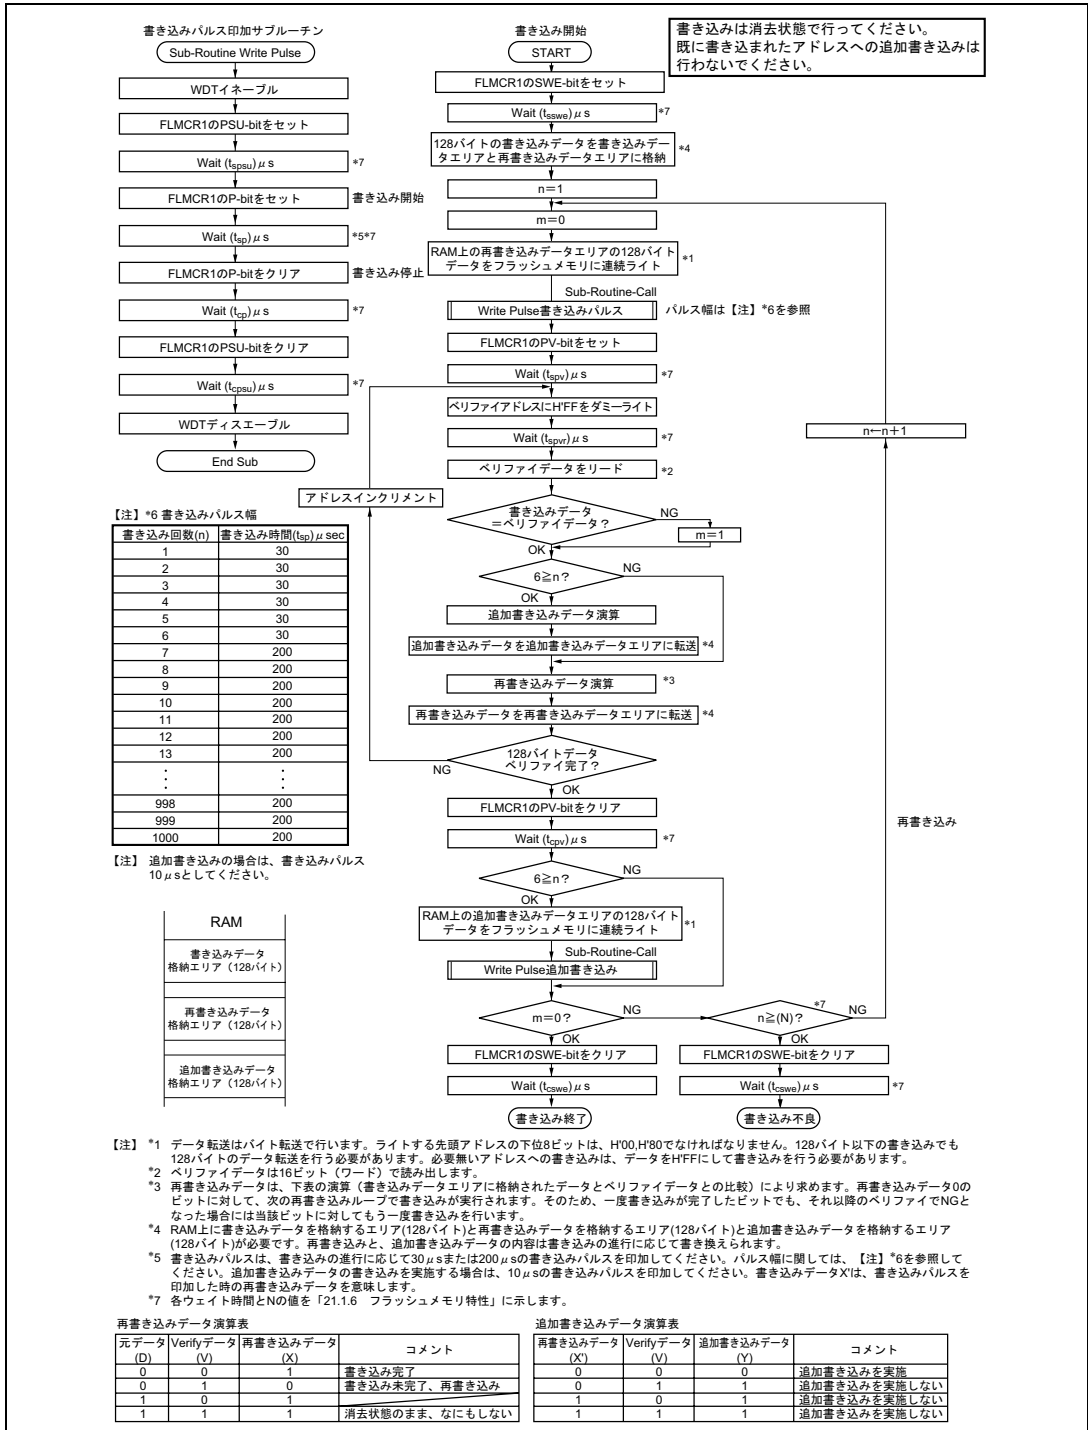 書き込みパルス印加サブルーチン
Sub-Routine Write Pulse
WDTイネーブル
FLMCR1のPSU-bitをセット
Wait (tspsu)μs *7
FLMCR1のP-bitをセット 書き込み開始
Wait (tsp)μs *5*7
FLMCR1のP-bitをクリア 書き込み停止
Wait (tcp)μs *7
FLMCR1のPSU-bitをクリア
Wait (tcpsu)μs *7
WDTディスエーブル
End Sub
書き込み開始
START
書き込みは消去状態で行ってください。
既に書き込まれたアドレスへの追加書き込みは
行わないでください。
FLMCR1のSWE-bitをセット
Wait (tsswe)μs *7
128バイトの書き込みデータを書き込みデー
タエリアと再書き込みデータエリアに格納 *4
n=1
m=0
RAM上の再書き込みデータエリアの128バイト
データをフラッシュメモリに連続ライト *1
Sub-Routine-Call
Write Pulse書き込みパルス パルス幅は【注】*6を参照
FLMCR1のPV-bitをセット
Wait (tspv)μs *7
ベリファイアドレスにH'FFをダミーライト
Wait (tspvr)μs *7
n←n+1
ベリファイデータをリード *2
アドレスインクリメント
書き込みデータ
=ベリファイデータ？
NG
m=1
OK
6≧n？
NG
OK
追加書き込みデータ演算
追加書き込みデータを追加書き込みデータエリアに転送 *4
再書き込みデータ演算 *3
再書き込みデータを再書き込みデータエリアに転送 *4
128バイトデータ
ベリファイ完了？
NG
OK
FLMCR1のPV-bitをクリア
再書き込み
Wait (tcpv)μs *7
6≧n？
NG
OK
RAM上の追加書き込みデータエリアの128バイト
データをフラッシュメモリに連続ライト *1
Sub-Routine-Call
Write Pulse追加書き込み
m=0？
NG
n≧(N)？
*7
NG
OK
OK
FLMCR1のSWE-bitをクリア
FLMCR1のSWE-bitをクリア
Wait (tcswe)μs
Wait (tcswe)μs *7
書き込み終了
書き込み不良
【注】*6 書き込みパルス幅
書き込み回数(n) 書き込み時間(tsp)μsec
1 30
2 30
3 30
4 30
5 30
6 30
7 200
8 200
9 200
10 200
11 200
12 200
13 200
⋮ ⋮
998 200
999 200
1000 200
【注】 追加書き込みの場合は、書き込みパルス
10μsとしてください。
RAM
書き込みデータ
格納エリア（128バイト）
再書き込みデータ
格納エリア（128バイト）
追加書き込みデータ
格納エリア（128バイト）
【注】 *1 データ転送はバイト転送で行います。ライトする先頭アドレスの下位8ビットは、H'00,H'80でなければなりません。128バイト以下の書き込みでも
128バイトのデータ転送を行う必要があります。必要無いアドレスへの書き込みは、データをH'FFにして書き込みを行う必要があります。
*2 ベリファイデータは16ビット（ワード）で読み出します。
*3 再書き込みデータは、下表の演算（書き込みデータエリアに格納されたデータとベリファイデータとの比較）により求めます。再書き込みデータ0の
ビットに対して、次の再書き込みループで書き込みが実行されます。そのため、一度書き込みが完了したビットでも、それ以降のベリファイでNGと
なった場合には当該ビットに対してもう一度書き込みを行います。
*4 RAM上に書き込みデータを格納するエリア(128バイト)と再書き込みデータを格納するエリア(128バイト)と追加書き込みデータを格納するエリア
(128バイト)が必要です。再書き込みと、追加書き込みデータの内容は書き込みの進行に応じて書き換えられます。
*5 書き込みパルスは、書き込みの進行に応じて30μsまたは200μsの書き込みパルスを印加してください。パルス幅に関しては、【注】*6を参照して
ください。追加書き込みデータの書き込みを実施する場合は、10μsの書き込みパルスを印加してください。書き込みデータX'は、書き込みパルスを
印加した時の再書き込みデータを意味します。
*7 各ウェイト時間とNの値を「21.1.6 フラッシュメモリ特性」に示します。
再書き込みデータ演算表
元データ(D) Verifyデータ(V) 再書き込みデータ(X) コメント
0 0 1 書き込み完了
0 1 0 書き込み未完了、再書き込み
1 0 1
1 1 1 消去状態のまま、なにもしない
追加書き込みデータ演算表
再書き込みデータ(X') Verifyデータ(V) 追加書き込みデータ(Y) コメント
0 0 0 追加書き込みを実施
0 1 1 追加書き込みを実施しない
1 0 1 追加書き込みを実施しない
1 1 1 追加書き込みを実施しない